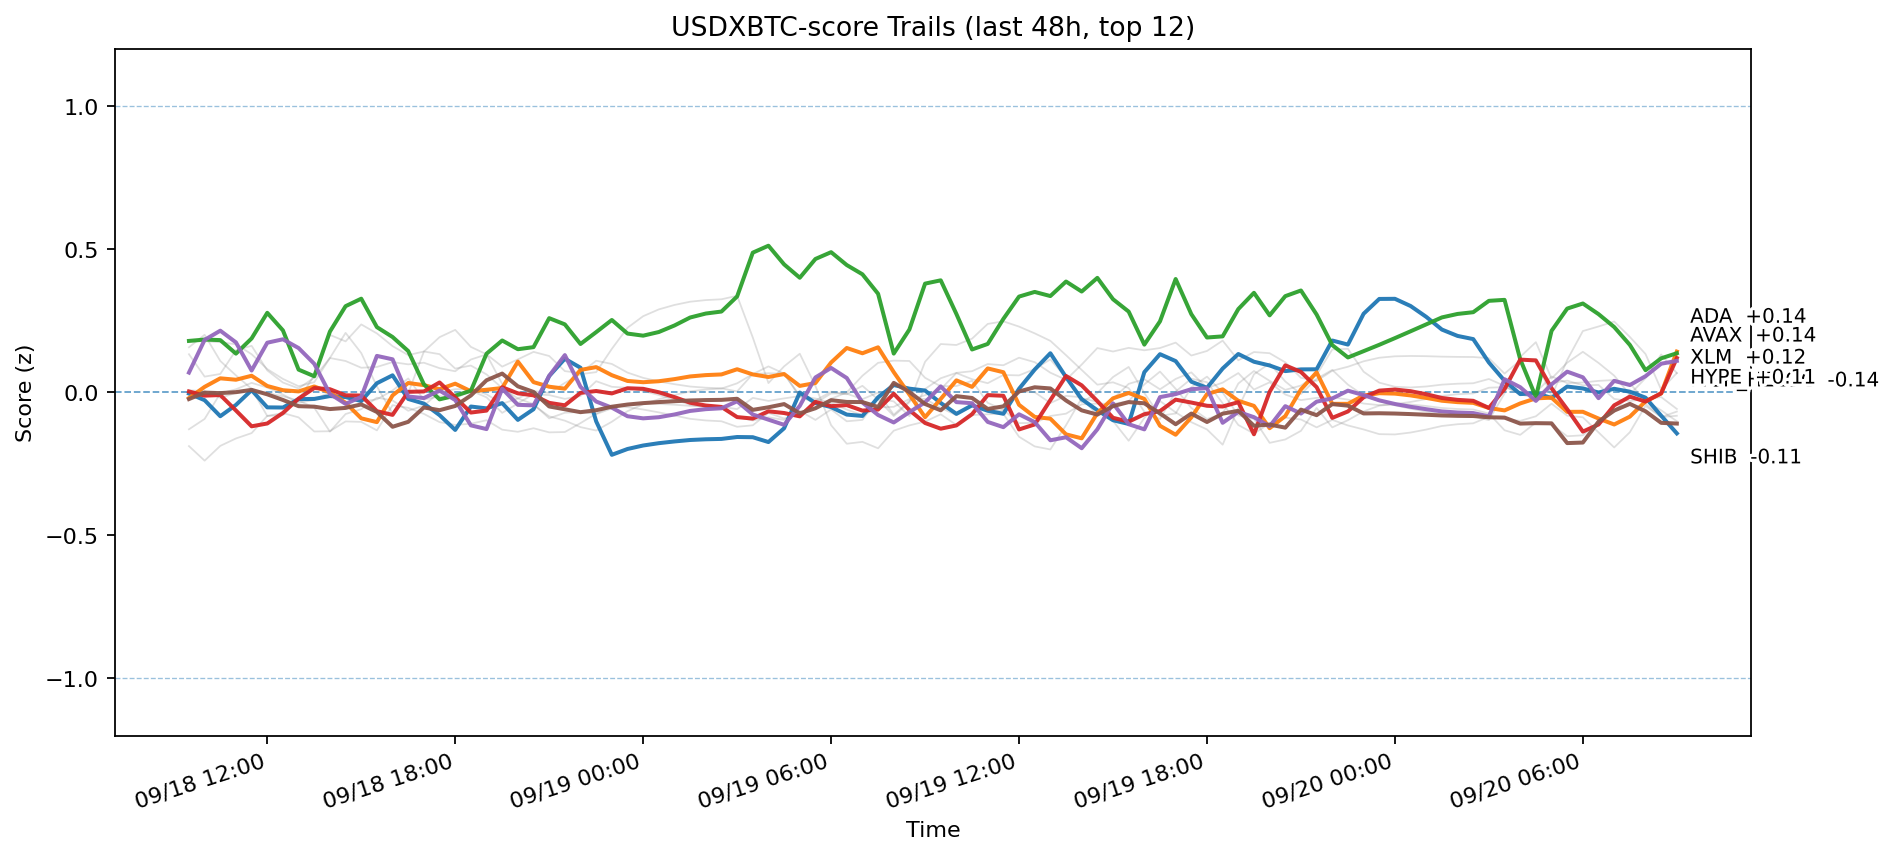 USDXBTC-score Trails (last 48h, top 12)
Score (z)
1.0
0.5
0.0
−0.5
−1.0
ADA +0.14
AVAX +0.14
XLM +0.12
HYPE +0.11
-0.14
SHIB -0.11
09/18 12:00
09/18 18:00
09/19 00:00
09/19 06:00
09/19 12:00
09/19 18:00
09/20 00:00
09/20 06:00
Time